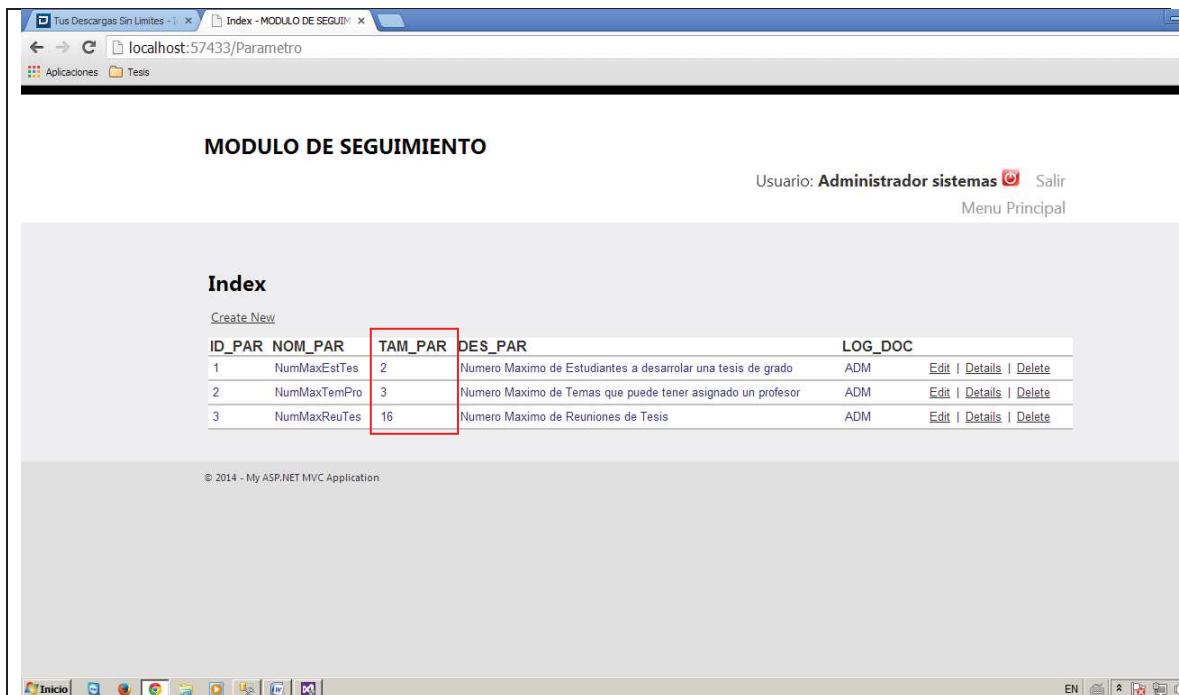 Tus Descargas Sin Limites - I
Index - MODULO DE SEGUIM
localhost:57433/Parametro
Aplicaciones Tesis
MODULO DE SEGUIMIENTO
Usuario: Administrador sistemas Salir
Menu Principal
Index
Create New
ID_PAR NOM_PAR TAM_PAR DES_PAR LOG_DOC
1 NumMaxEstTes 2 Numero Maximo de Estudiantes a desarrolar una tesis de grado ADM Edit | Details | Delete
2 NumMaxTemPro 3 Numero Maximo de Temas que puede tener asignado un profesor ADM Edit | Details | Delete
3 NumMaxReuTes 16 Numero Maximo de Reuniones de Tesis ADM Edit | Details | Delete
© 2014 - My ASP.NET MVC Application
Inicio EN